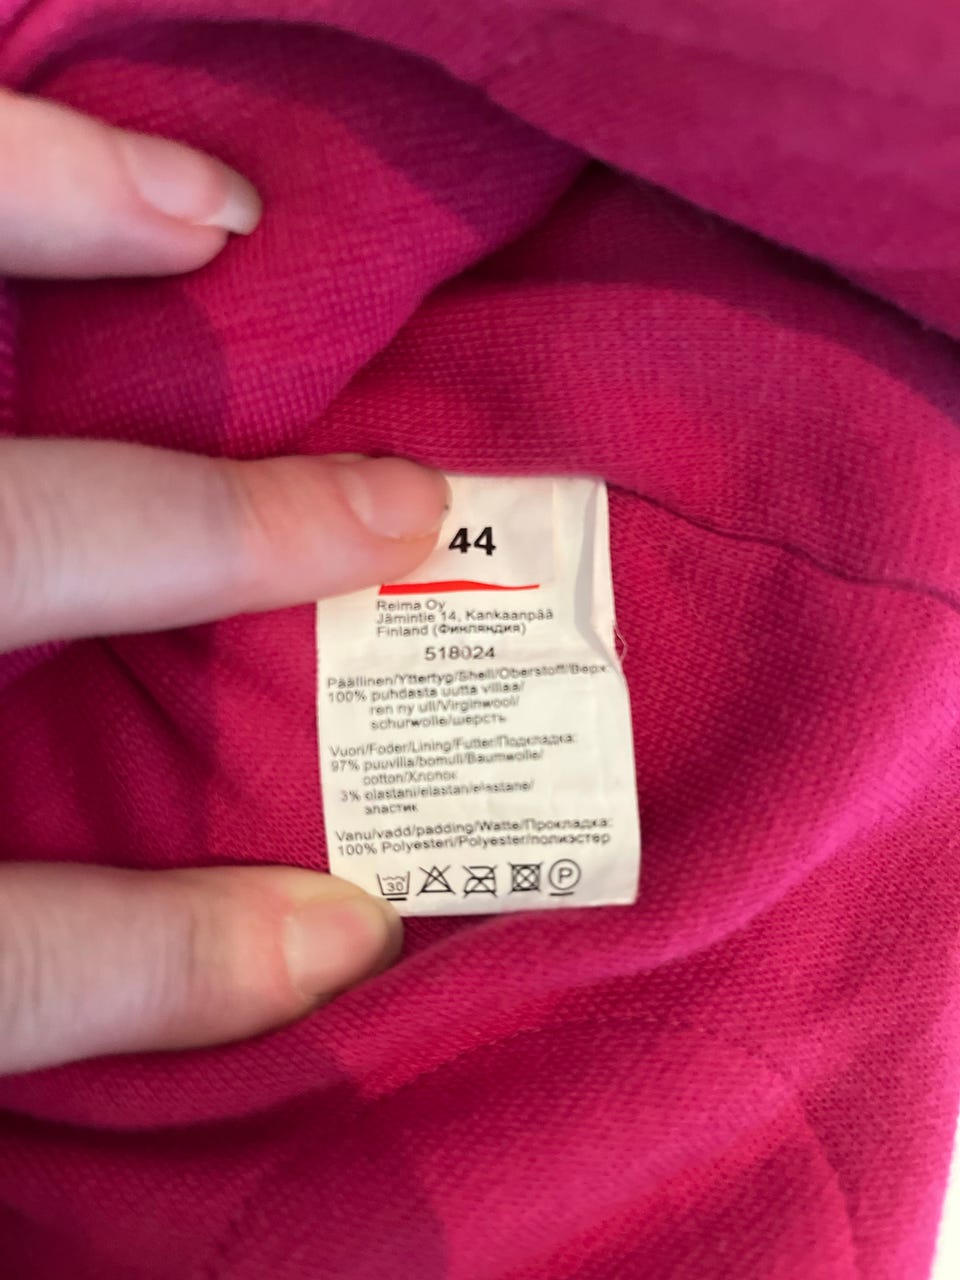 44
Reima Oy
Jämintie 14, Kankaanpää
Finland (Финляндия)
518024
Päällinen/Yttertyg/Shell/Oberstoff/Верх:
100% puhdasta uutta villaa/
ren ny ull/Virginwool/
schurwolle/шерсть
Vuori/Foder/Lining/Futter/Подкладка:
97% puuvilla/bomull/Baumwolle/
cotton/Хлопок
3% elastani/elastan/elastane/
эластик
Vanu/vadd/padding/Watte/Прокладка:
100% Polyesteri/Polyester/полиэстер
30 P